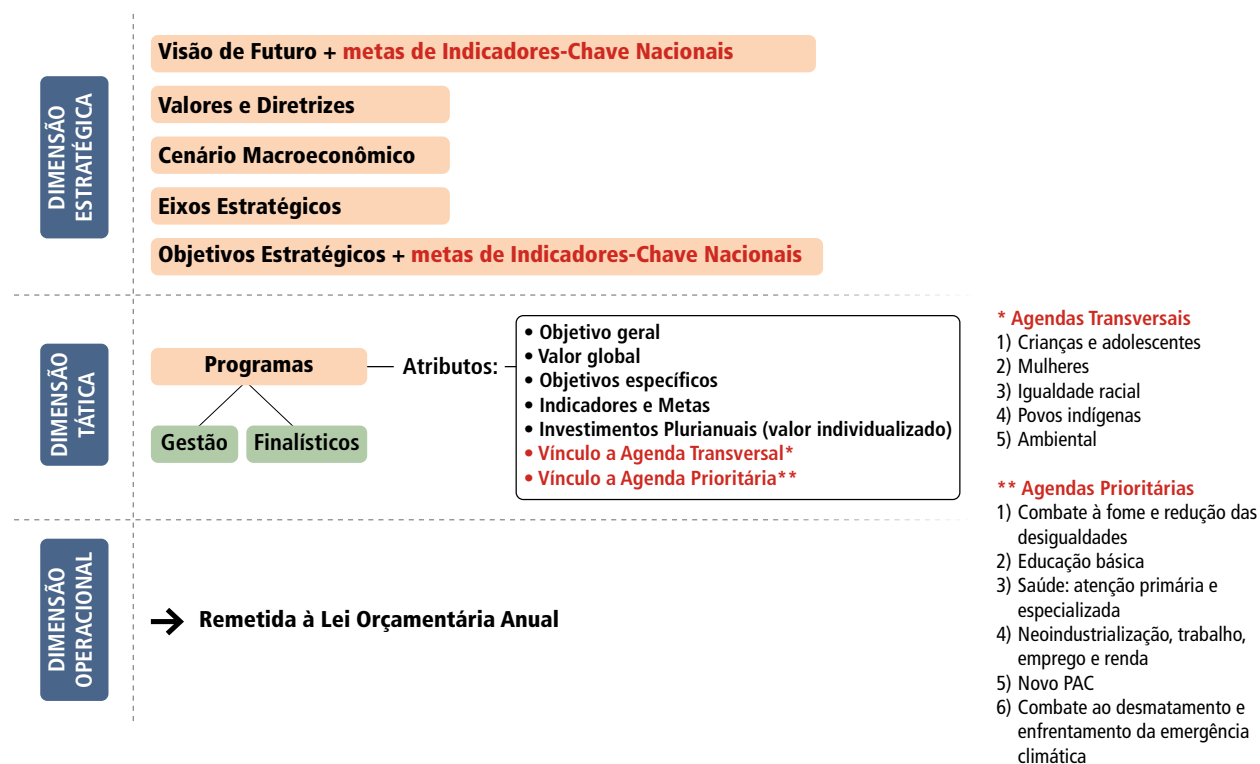 DIMENSÃO
ESTRATÉGICA
Visão de Futuro + metas de Indicadores-Chave Nacionais
Valores e Diretrizes
Cenário Macroeconômico
Eixos Estratégicos
Objetivos Estratégicos + metas de Indicadores-Chave Nacionais
DIMENSÃO
TÁTICA
Programas
Gestão
Finalísticos
Atributos:
• Objetivo geral
• Valor global
• Objetivos específicos
• Indicadores e Metas
• Investimentos Plurianuais (valor individualizado)
• Vínculo a Agenda Transversal*
• Vínculo a Agenda Prioritária**
DIMENSÃO
OPERACIONAL
→ Remetida à Lei Orçamentária Anual
* Agendas Transversais
1) Crianças e adolescentes
2) Mulheres
3) Igualdade racial
4) Povos indígenas
5) Ambiental
** Agendas Prioritárias
1) Combate à fome e redução das
desigualdades
2) Educação básica
3) Saúde: atenção primária e
especializada
4) Neoindustrialização, trabalho,
emprego e renda
5) Novo PAC
6) Combate ao desmatamento e
enfrentamento da emergência
climática